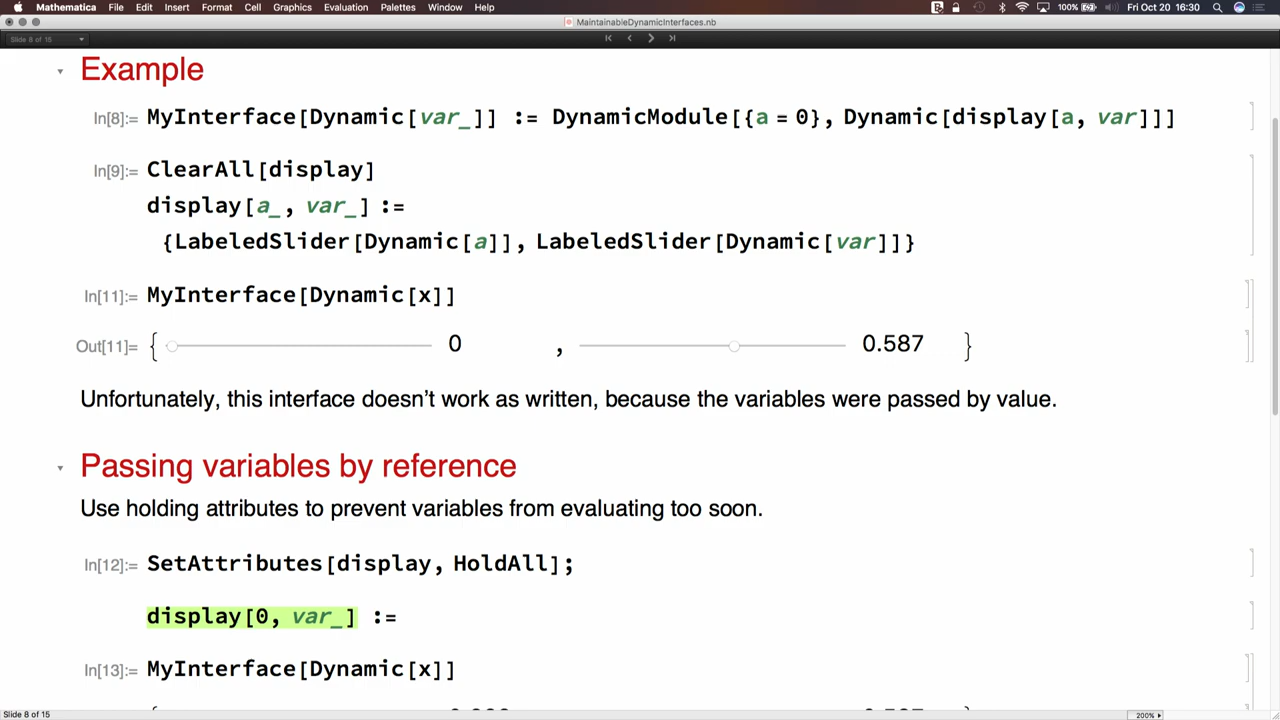 Mathematica File Edit Insert Format Cell Graphics Evaluation Palettes Window Help 100% Fri Oct 20 16:30
MaintainableDynamicInterfaces.nb
Slide 8 of 15
Example
In[8]:= MyInterface[Dynamic[var_]] := DynamicModule[{a = 0}, Dynamic[display[a, var]]]
In[9]:= ClearAll[display]
display[a_, var_] :=
{LabeledSlider[Dynamic[a]], LabeledSlider[Dynamic[var]]}
In[11]:= MyInterface[Dynamic[x]]
Out[11]= { 0 , 0.587 }
Unfortunately, this interface doesn't work as written, because the variables were passed by value.
Passing variables by reference
Use holding attributes to prevent variables from evaluating too soon.
In[12]:= SetAttributes[display, HoldAll];
display[0, var_] :=
In[13]:= MyInterface[Dynamic[x]]
Slide 8 of 15 200%